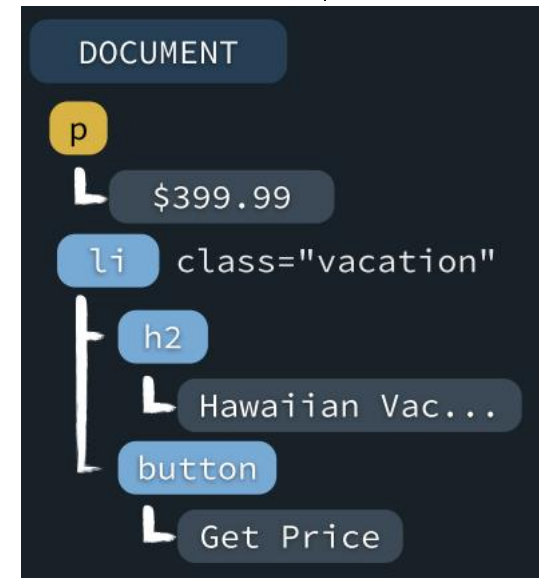 DOCUMENT
p
$399.99
li class="vacation"
h2
Hawaiian Vac...
button
Get Price